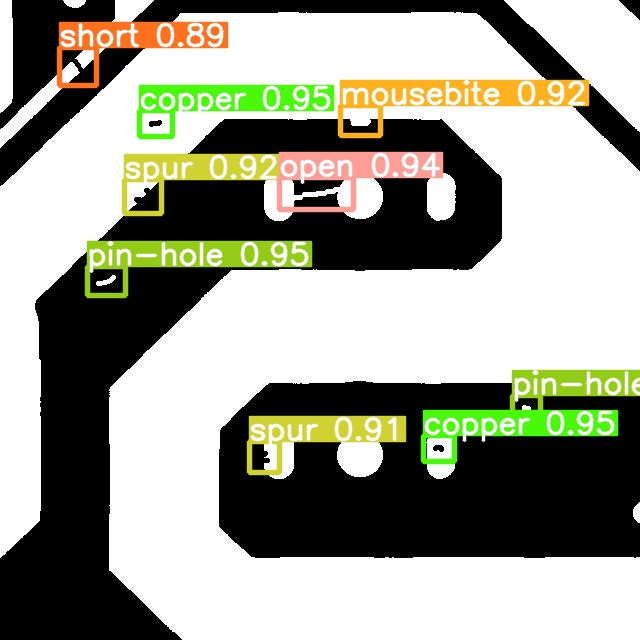 short 0.89
copper 0.95
mousebite 0.92
spur 0.92
open 0.94
pin-hole 0.95
pin-hole
spur 0.91
copper 0.95